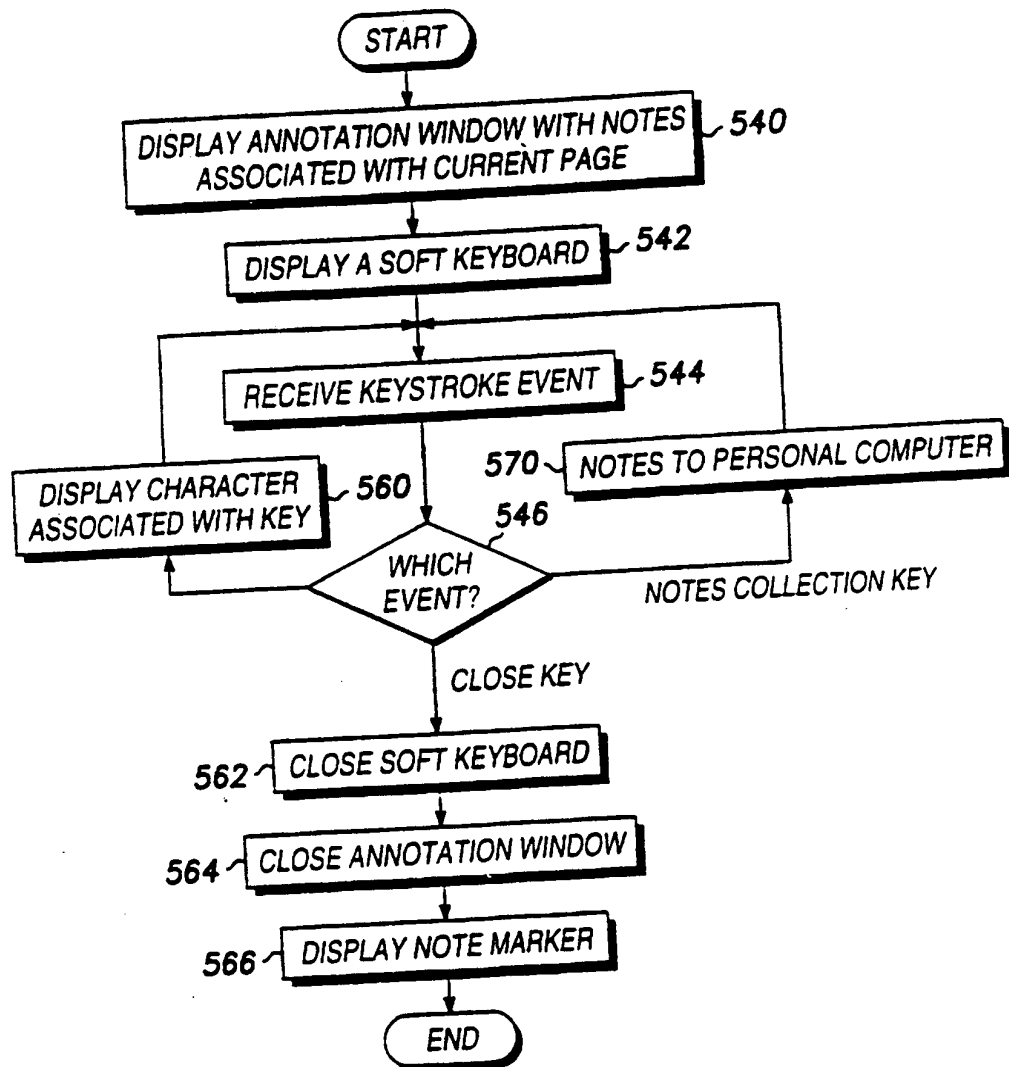 START
DISPLAY ANNOTATION WINDOW WITH NOTES
ASSOCIATED WITH CURRENT PAGE
540
DISPLAY A SOFT KEYBOARD
542
RECEIVE KEYSTROKE EVENT
544
DISPLAY CHARACTER
ASSOCIATED WITH KEY
560
570
NOTES TO PERSONAL COMPUTER
546
WHICH
EVENT?
NOTES COLLECTION KEY
CLOSE KEY
562
CLOSE SOFT KEYBOARD
564
CLOSE ANNOTATION WINDOW
566
DISPLAY NOTE MARKER
END